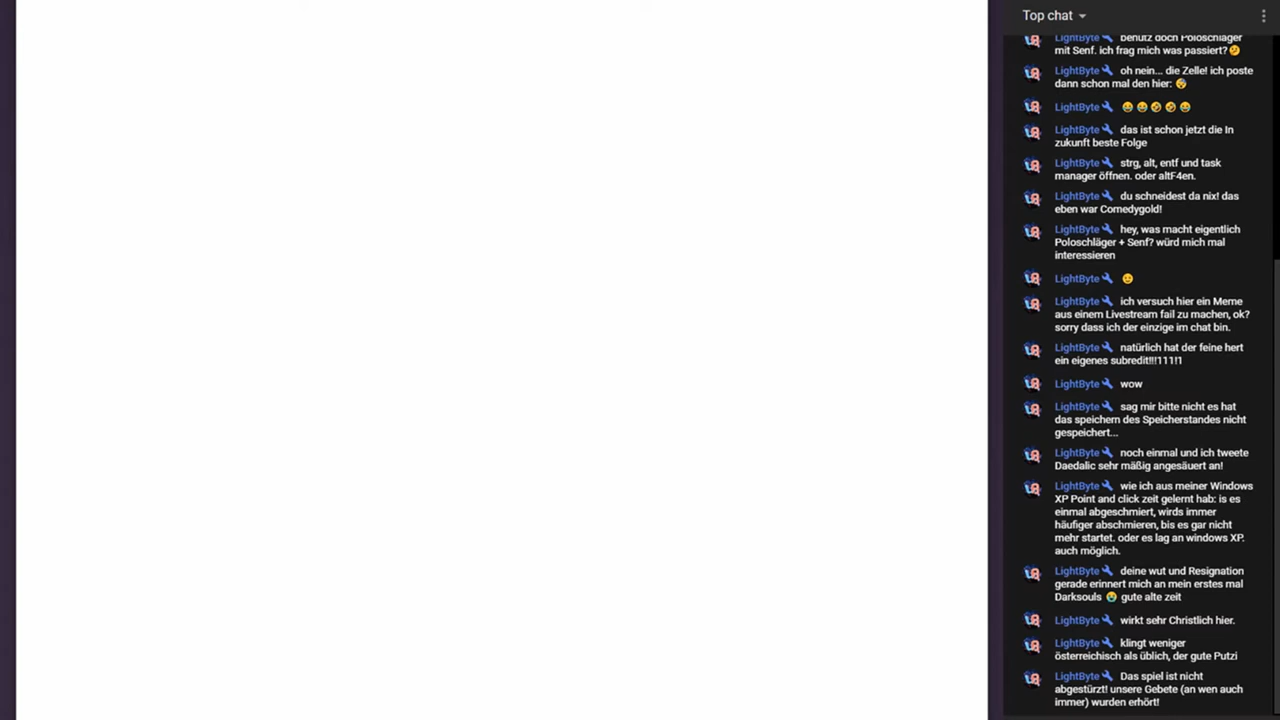 Top chat
LightByte benutz doch Poloschläger
mit Senf. ich frag mich was passiert?🤔
LightByte oh nein... die Zelle! ich poste
dann schon mal den hier:
LightByte 😂😂🤣🤣😂
LightByte das ist schon jetzt die In
zukunft beste Folge
LightByte strg, alt, entf und task
manager öffnen. oder altF4en.
LightByte du schneidest da nix! das
eben war Comedygold!
LightByte hey, was macht eigentlich
Poloschläger + Senf? würd mich mal
interessieren
LightByte
LightByte ich versuch hier ein Meme
aus einem Livestream fail zu machen, ok?
sorry dass ich der einzige im chat bin.
LightByte natürlich hat der feine hert
ein eigenes subredit!!!111!1
LightByte wow
LightByte sag mir bitte nicht es hat
das speichern des Speicherstandes nicht
gespeichert...
LightByte noch einmal und ich tweete
Daedalic sehr mäßig angesäuert an!
LightByte wie ich aus meiner Windows
XP Point and click zeit gelernt hab: is es
einmal abgeschmiert, wirds immer
häufiger abschmieren, bis es gar nicht
mehr startet. oder es lag an windows XP.
auch möglich.
LightByte deine wut und Resignation
gerade erinnert mich an mein erstes mal
Darksouls 😭 gute alte zeit
LightByte wirkt sehr Christlich hier.
LightByte klingt weniger
österreichisch als üblich, der gute Putzi
LightByte Das spiel ist nicht
abgestürzt! unsere Gebete (an wen auch
immer) wurden erhört!